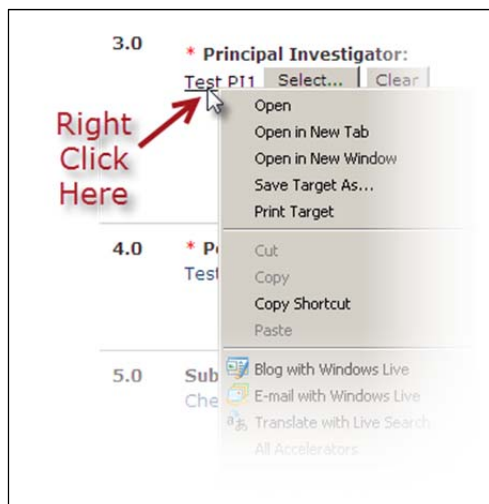 3.0 * Principal Investigator:
Test PI1 Select... Clear
Right
Click
Here
Open
Open in New Tab
Open in New Window
Save Target As...
Print Target
4.0 * P
Test
Cut
Copy
Copy Shortcut
Paste
5.0 Sub
Che
Blog with Windows Live
E-mail with Windows Live
Translate with Live Search
All Accelerators